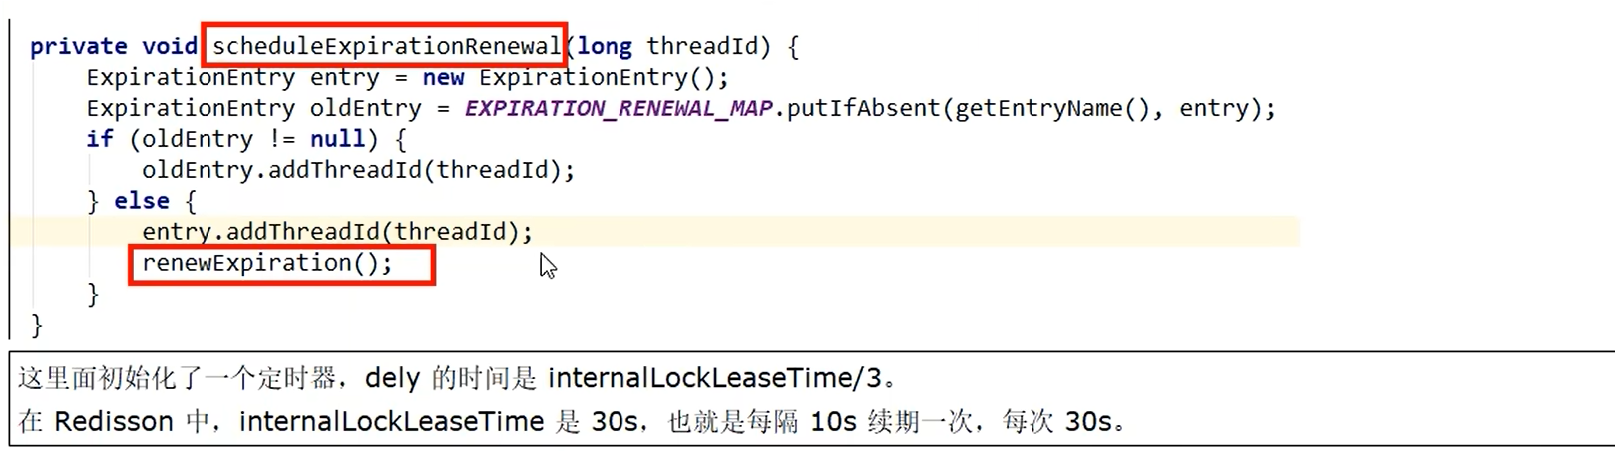 private void scheduleExpirationRenewal(long threadId) {
ExpirationEntry entry = new ExpirationEntry();
ExpirationEntry oldEntry = EXPIRATION_RENEWAL_MAP.putIfAbsent(getEntryName(), entry);
if (oldEntry != null) {
oldEntry.addThreadId(threadId);
} else {
entry.addThreadId(threadId);
renewExpiration();
}
}
这里面初始化了一个定时器，dely 的时间是 internalLockLeaseTime/3。
在 Redisson 中，internalLockLeaseTime 是 30s，也就是每隔 10s 续期一次，每次 30s。